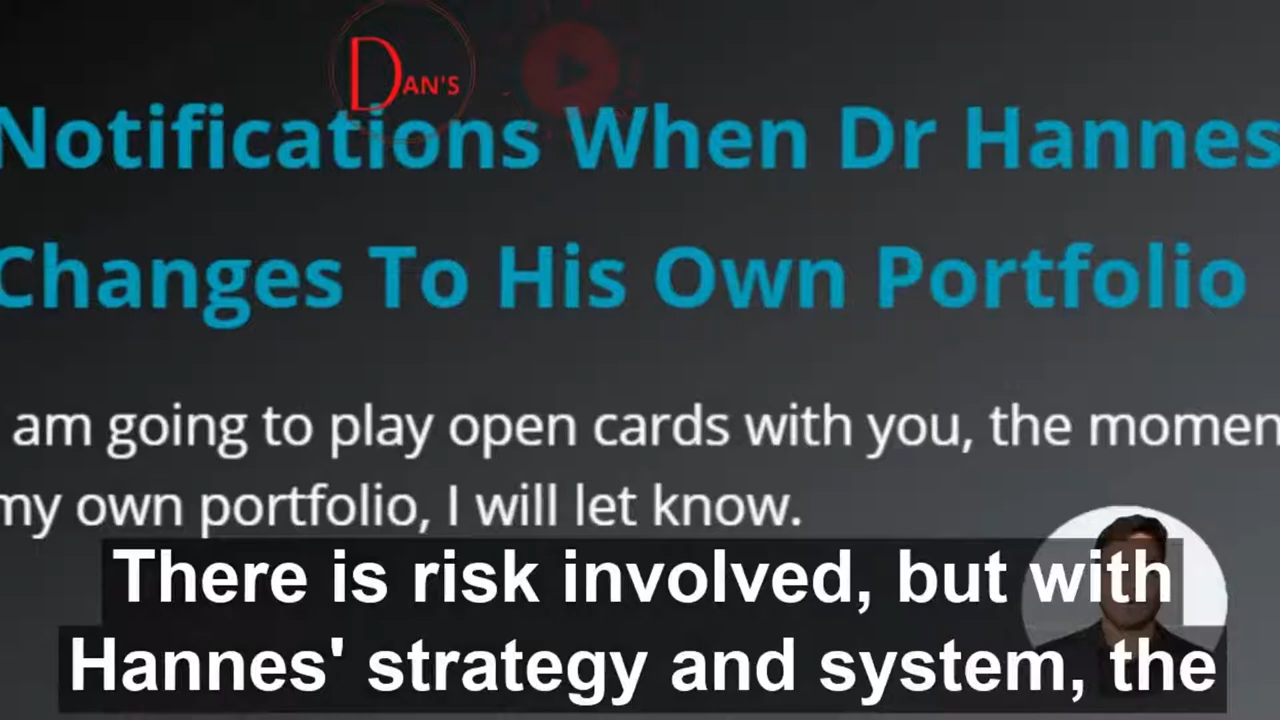 DAN'S
Notifications When Dr Hannes
Changes To His Own Portfolio
am going to play open cards with you, the momen
my own portfolio, I will let know.
There is risk involved, but with
Hannes' strategy and system, the